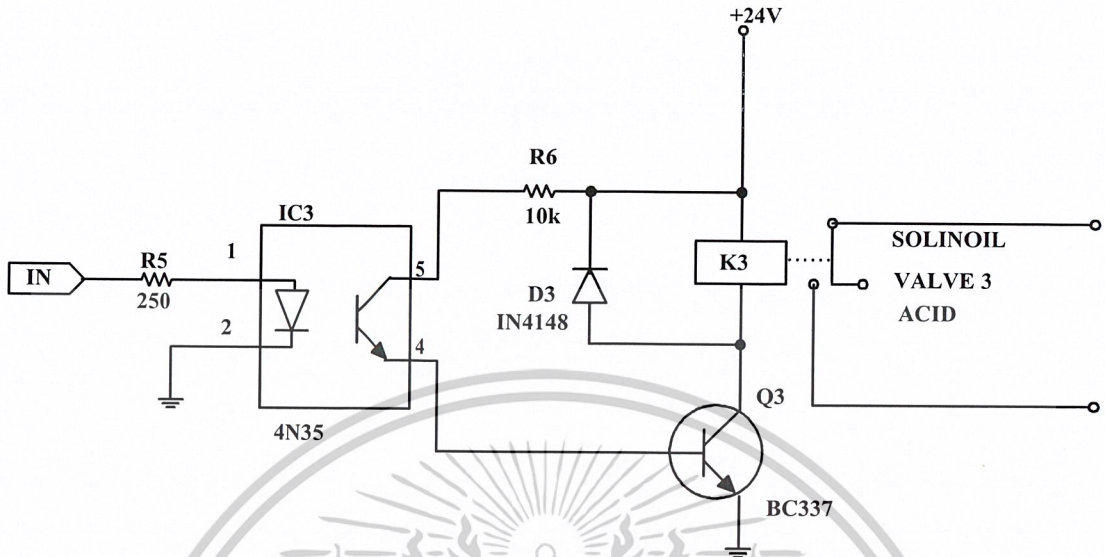 +24V
R6
10k
IC3
1
R5
IN
250
2
5
4
4N35
D3
IN4148
K3
SOLINOIL
VALVE 3
ACID
Q3
BC337